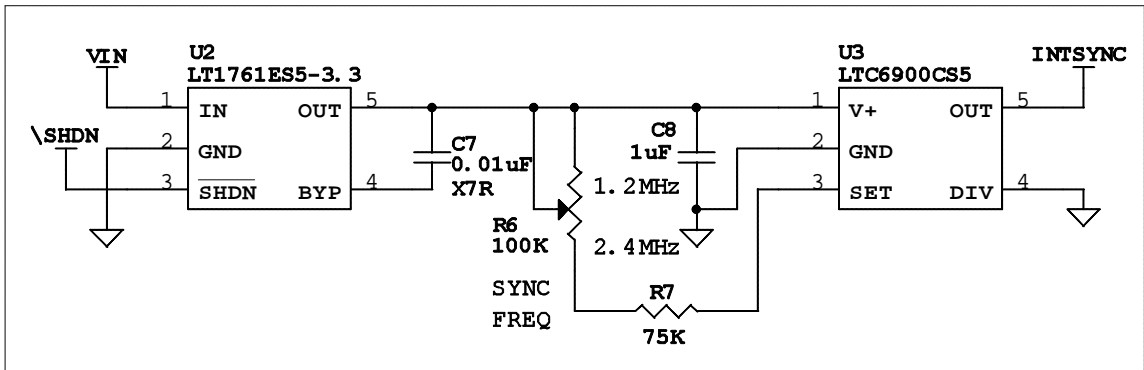 VIN
\SHDN
U2
LT1761ES5-3.3
1 IN OUT 5
2 GND
3 SHDN BYP 4
C7
0.01uF
X7R
R6
100K
SYNC
FREQ
1.2MHz
2.4MHz
R7
75K
C8
1uF
U3
LTC6900CS5
1 V+ OUT 5
2 GND
3 SET DIV 4
INTSYNC